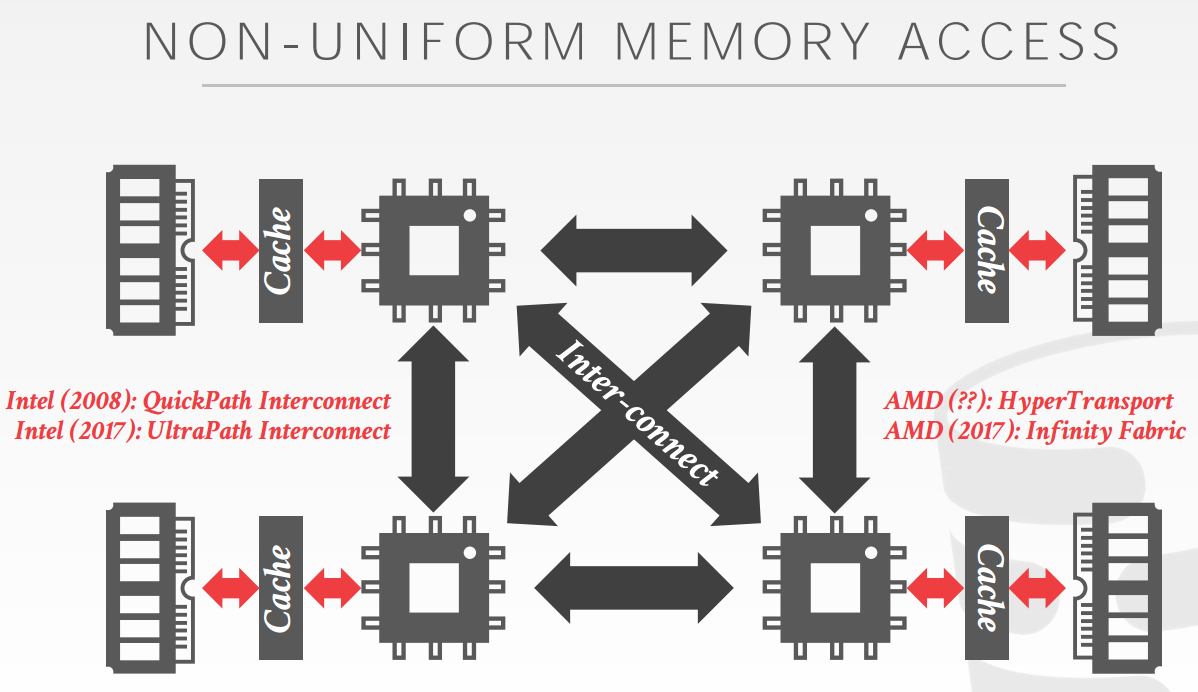 NON-UNIFORM MEMORY ACCESS
Cache
Cache
Inter-connect
Intel (2008): QuickPath Interconnect
Intel (2017): UltraPath Interconnect
AMD (??): HyperTransport
AMD (2017): Infinity Fabric
Cache
Cache